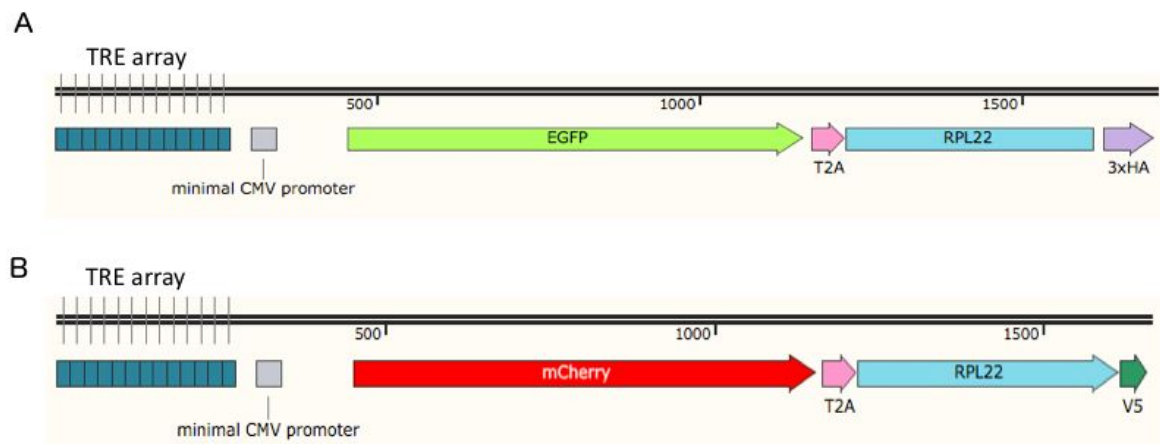 A
TRE array
500 1000 1500
EGFP T2A RPL22 3xHA
minimal CMV promoter
B
TRE array
500 1000 1500
mCherry T2A RPL22 V5
minimal CMV promoter